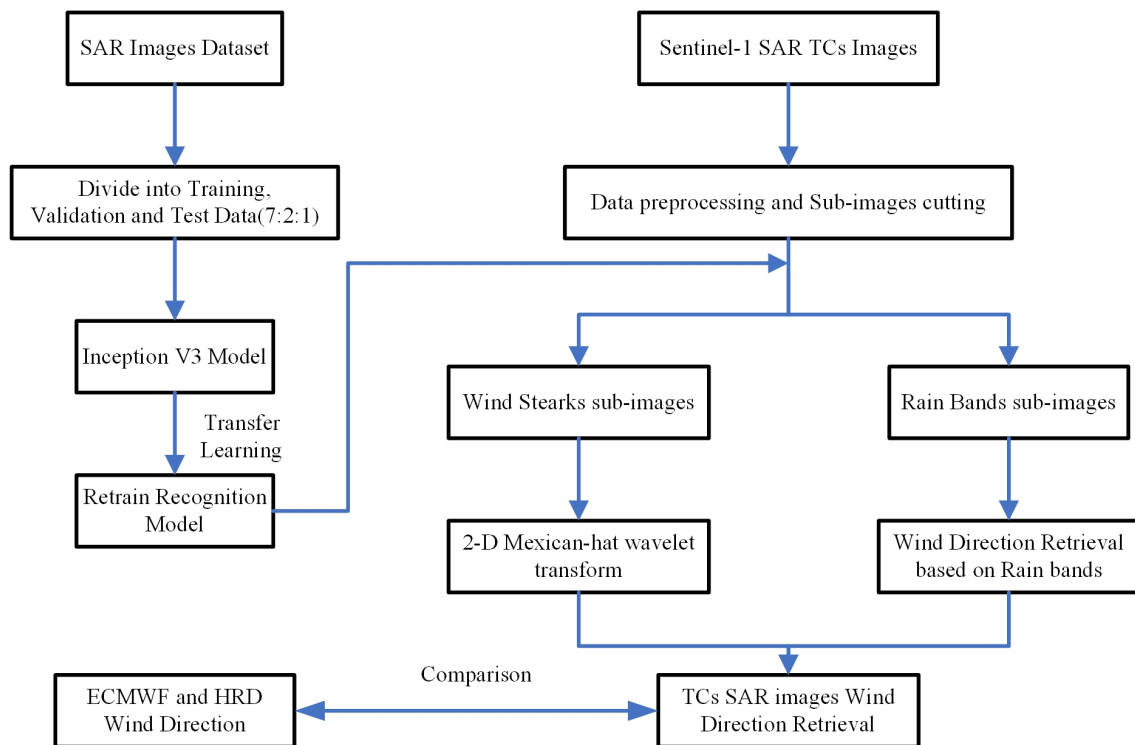 SAR Images Dataset
Sentinel-1 SAR TCs Images
Divide into Training,
Validation and Test Data(7:2:1)
Data preprocessing and Sub-images cutting
Inception V3 Model
Transfer
Learning
Retrain Recognition
Model
Wind Stearks sub-images
Rain Bands sub-images
2-D Mexican-hat wavelet
transform
Wind Direction Retrieval
based on Rain bands
Comparison
ECMWF and HRD
Wind Direction
TCs SAR images Wind
Direction Retrieval